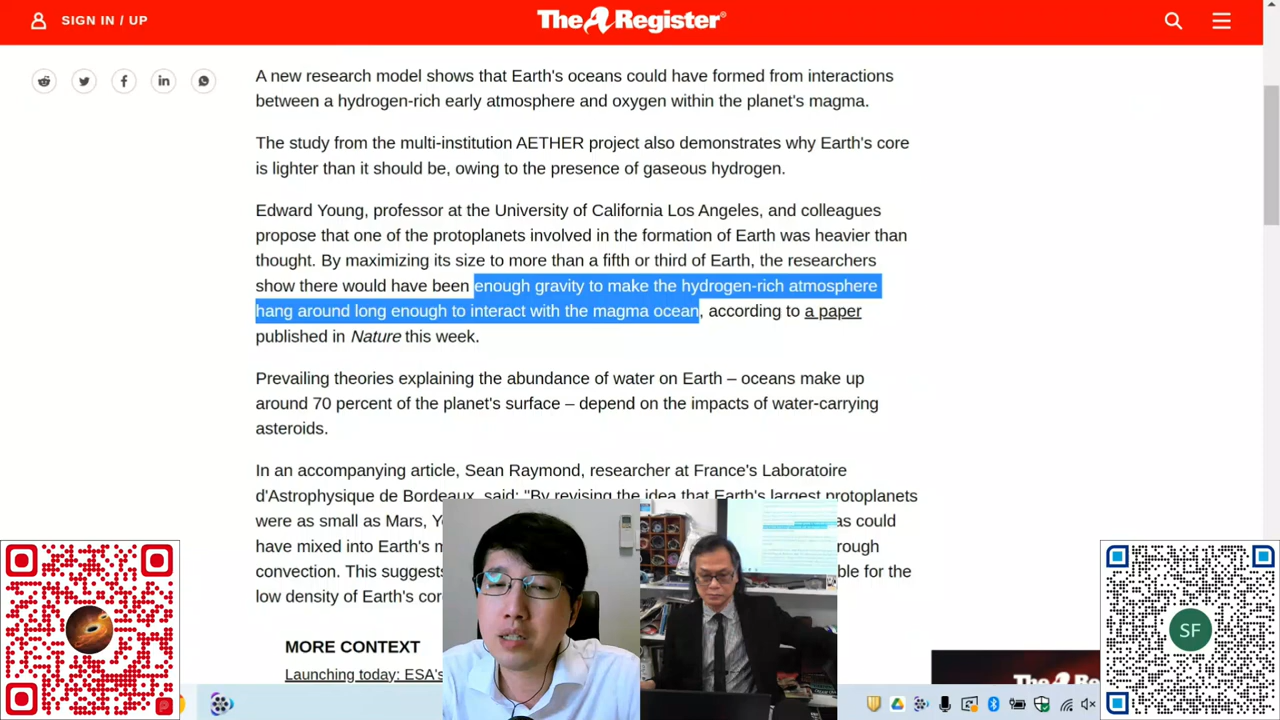 SIGN IN / UP
The Register®
A new research model shows that Earth's oceans could have formed from interactions
between a hydrogen-rich early atmosphere and oxygen within the planet's magma.
The study from the multi-institution AETHER project also demonstrates why Earth's core
is lighter than it should be, owing to the presence of gaseous hydrogen.
Edward Young, professor at the University of California Los Angeles, and colleagues
propose that one of the protoplanets involved in the formation of Earth was heavier than
thought. By maximizing its size to more than a fifth or third of Earth, the researchers
show there would have been enough gravity to make the hydrogen-rich atmosphere
hang around long enough to interact with the magma ocean, according to a paper
published in Nature this week.
Prevailing theories explaining the abundance of water on Earth – oceans make up
around 70 percent of the planet's surface – depend on the impacts of water-carrying
asteroids.
In an accompanying article, Sean Raymond, researcher at France's Laboratoire
d'Astrophysique de Bordeaux, said: "By revising the idea that Earth's largest protoplanets
were as small as Mars, could
have mixed into Earth's
convection. This for the
low density of Earth's
MORE CONTEXT
Launching today: ESA's
The Register
SF